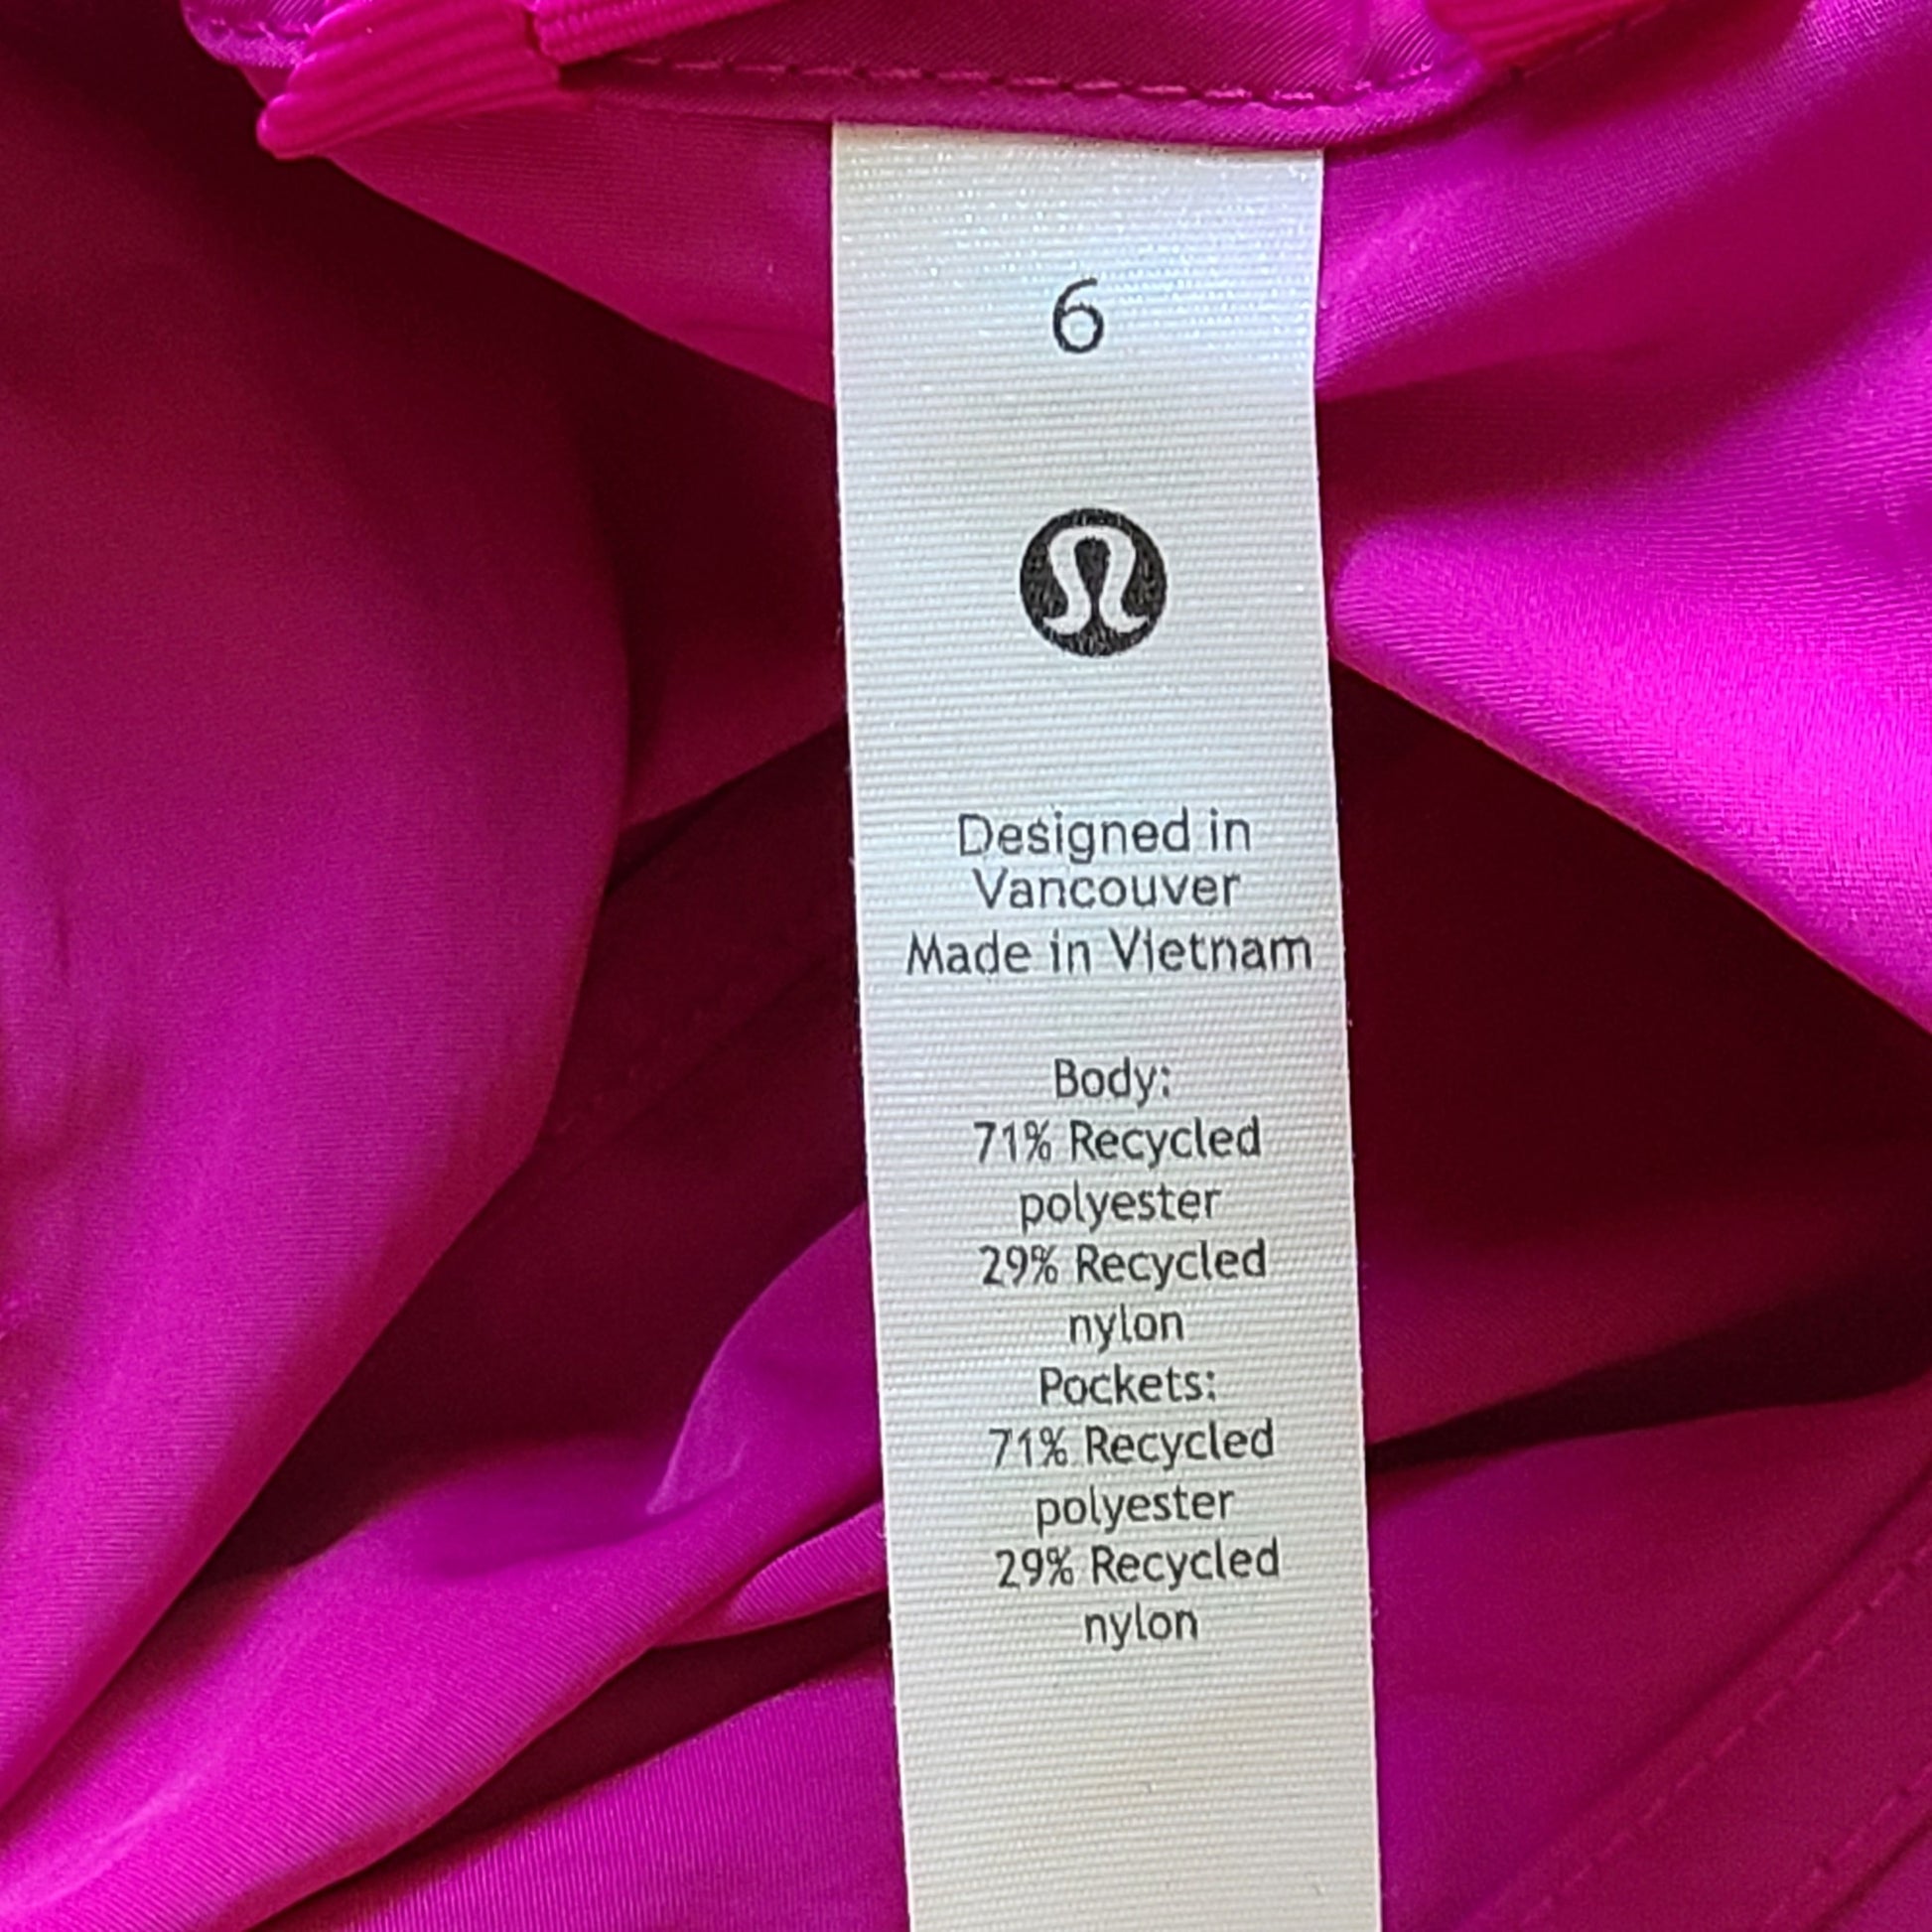 6
Designed in
Vancouver
Made in Vietnam
Body:
71% Recycled
polyester
29% Recycled
nylon
Pockets:
71% Recycled
polyester
29% Recycled
nylon